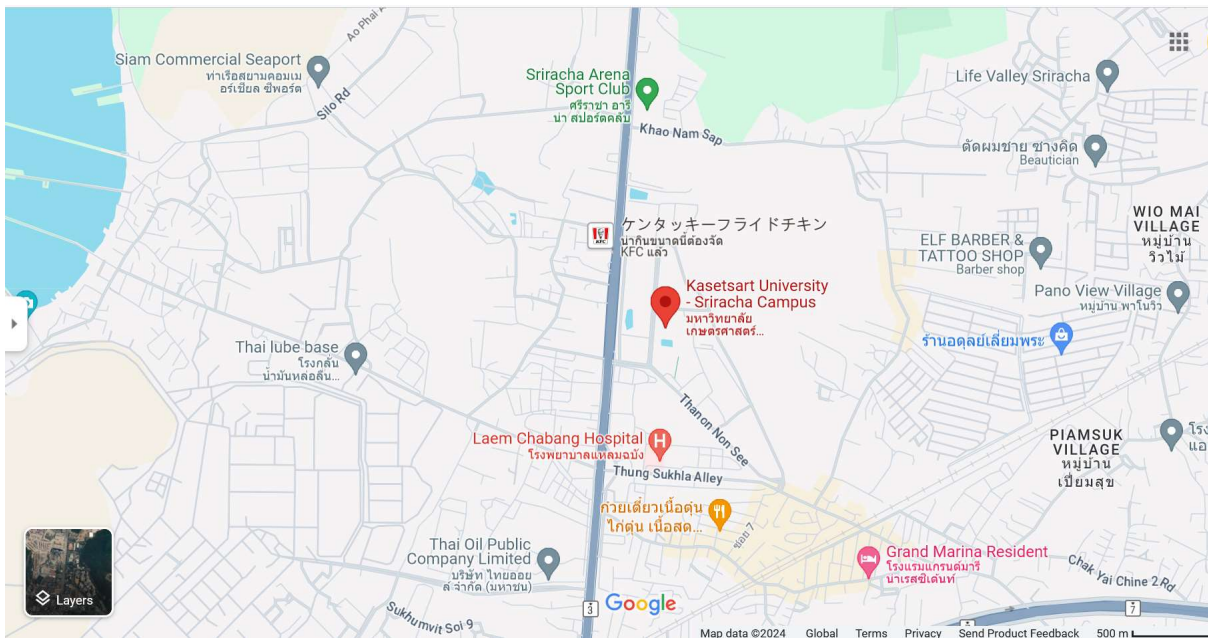 Ao Phai
Siam Commercial Seaport
ท่าเรือสยามคอมเม
อร์เชียล ซีพอร์ต
Silo Rd
Sriracha Arena
Sport Club
ศรีราชา อารี
น่า สปอร์ตคลับ
Khao Nam Sap
Life Valley Sriracha
ตัดผมชาย ช่างคิด
Beautician
ケンタッキーフライドチキン
น่ากินขนาดนี้ต้องจัด
KFC แล้ว
KFC
WIO MAI
VILLAGE
หมู่บ้าน
วิวไม้
ELF BARBER &
TATTOO SHOP
Barber shop
Kasetsart University
- Sriracha Campus
มหาวิทยาลัย
เกษตรศาสตร์...
Pano View Village
หมู่บ้าน พาโนวิว
ร้านอดุลย์เลี่ยมพระ
Thai lube base
โรงกลั่น
น้ำมันหล่อลื่น...
Thanon Non See
Laem Chabang Hospital
โรงพยาบาลแหลมฉบัง
H
Thung Sukhla Alley
PIAMSUK
VILLAGE
หมู่บ้าน
เปี่ยมสุข
โรง
แอ
ก๋วยเตี๋ยวเนื้อตุ๋น
ไก่ตุ๋น เนื้อสด...
ซอย 7
Thai Oil Public
Company Limited
บริษัท ไทยออย
ล์ จำกัด (มหาชน)
Grand Marina Resident
โรงแรมแกรนด์มารี
น่าเรสซิเด้นท์
Chak Yai Chine 2 Rd
Layers
Sukhumvit Soi 9
3
Google
7
Map data ©2024 Global Terms Privacy Send Product Feedback 500 m